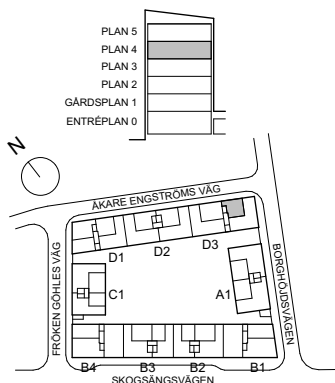 PLAN 5
PLAN 4
PLAN 3
PLAN 2
GÅRDSPLAN 1
ENTRÉPLAN 0
N
ÅKARE ENGSTRÖMS VÄG
D1
D2
D3
FRÖKEN GÖHLES VÄG
BORGHÖJDSVÄGEN
C1
A1
B4
B3
B2
B1
SKOGSÄNGSVÄGEN